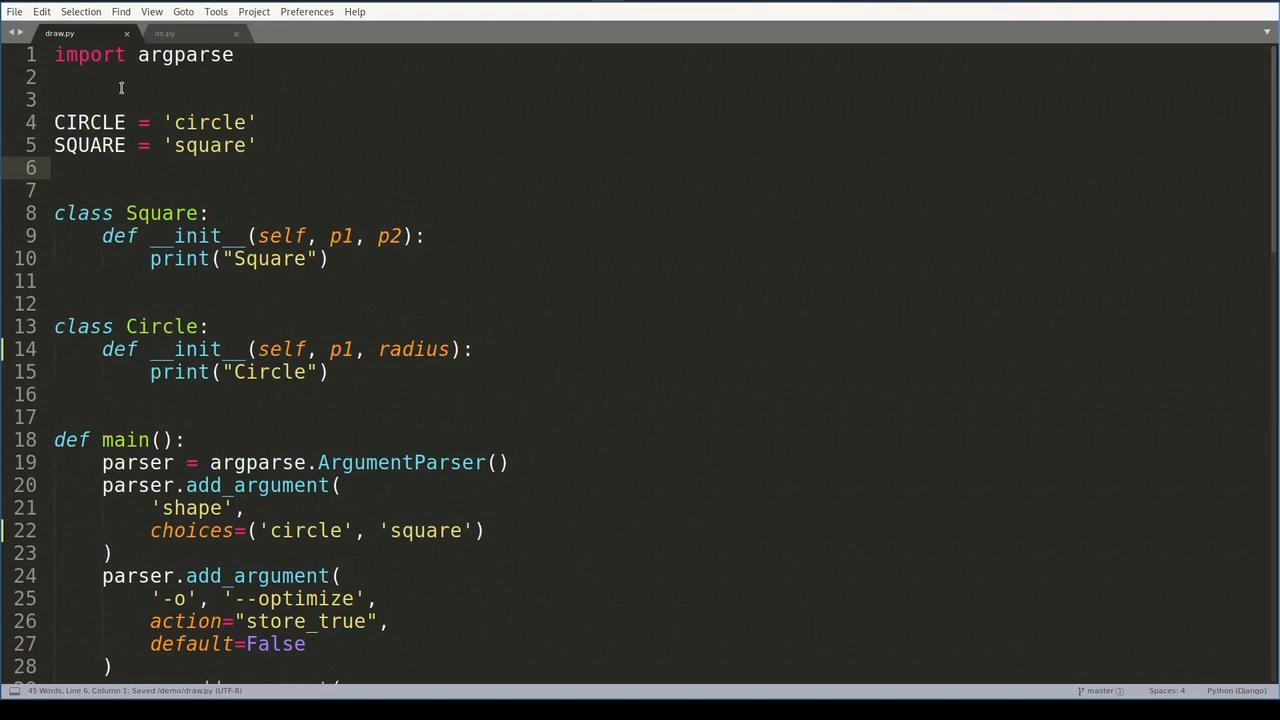 File Edit Selection View Goto Tools Project Preferences Help
draw.py × do.py ×
1 import argparse
2
3
4 CIRCLE = 'circle'
5 SQUARE = 'square'
6
7
8 class Square:
9 def __init__(self, p1, p2):
10 print("Square")
11
12
13 class Circle:
14 def __init__(self, p1, radius):
15 print("Circle")
16
17
18 def main():
19 parser = argparse.ArgumentParser()
20 parser.add_argument(
21 'shape',
22 choices=('circle', 'square')
23 )
24 parser.add_argument(
25 '-o', '--optimize',
26 action="store_true",
27 default=False
28 )
45 Words, Line 6, Column 1; Saved /demo/draw.py (UTF-8) master Spaces: 4 Python (Django)